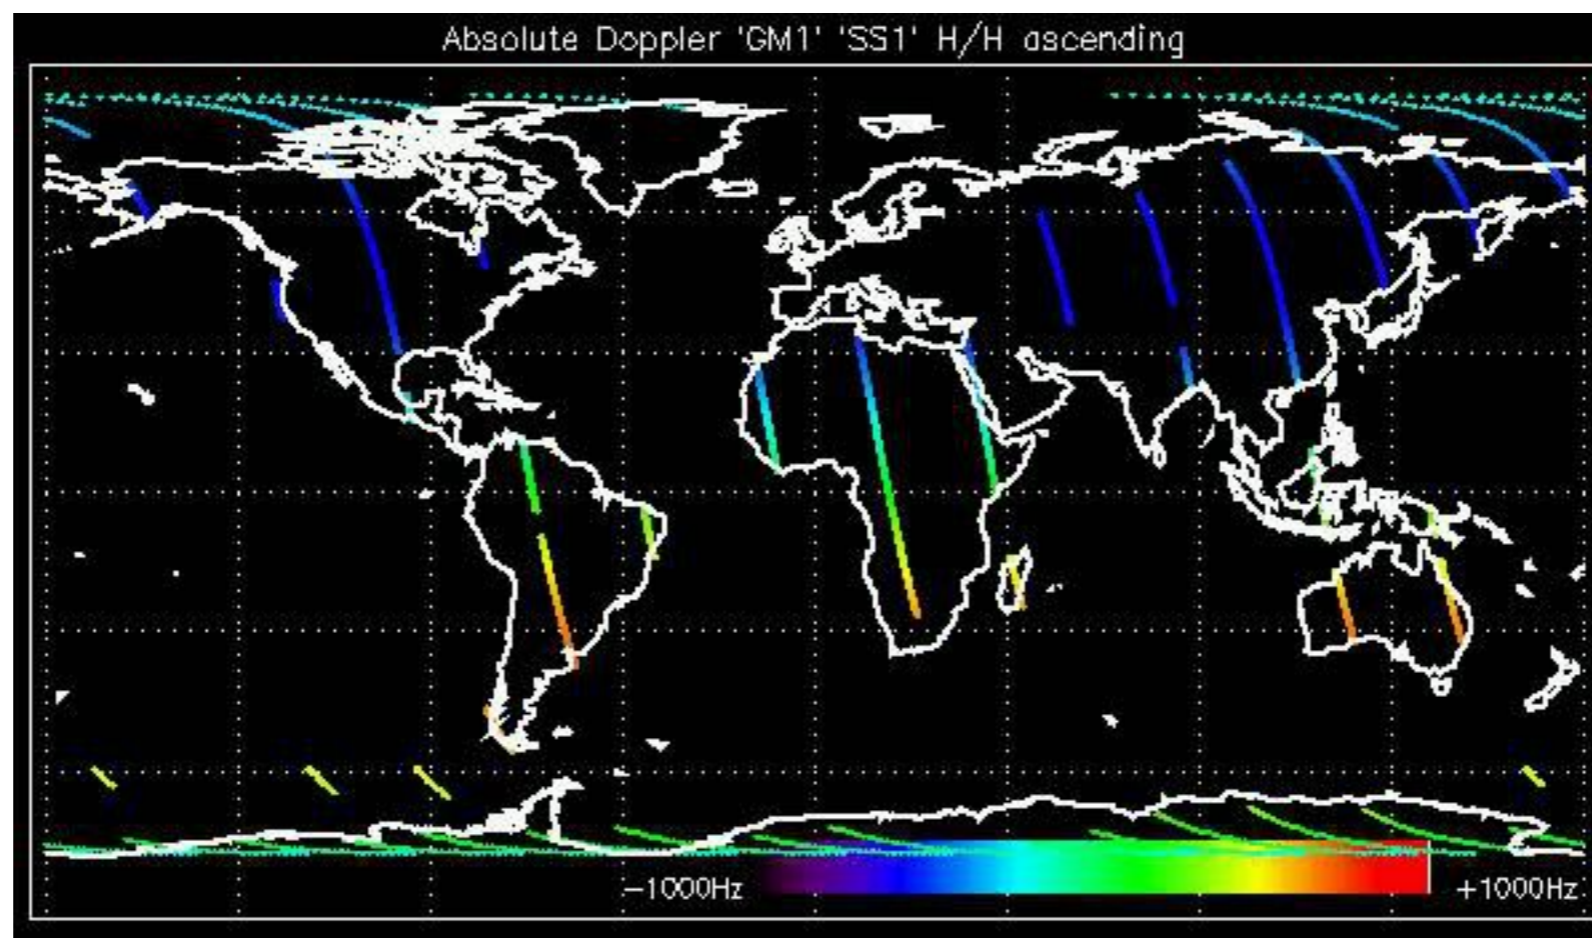 Absolute Doppler 'GM1' 'SS1' H/H ascending
-1000Hz
+1000Hz